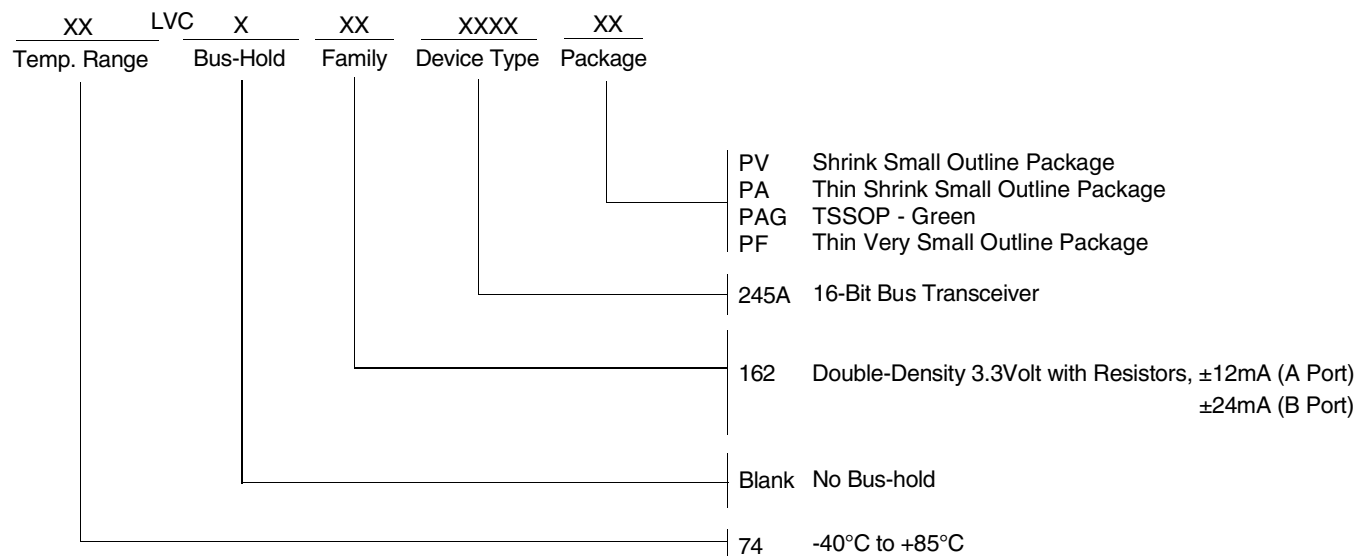 XX LVC X XX XXXX XX
Temp. Range Bus-Hold Family Device Type Package
PV Shrink Small Outline Package
PA Thin Shrink Small Outline Package
PAG TSSOP - Green
PF Thin Very Small Outline Package
245A 16-Bit Bus Transceiver
162 Double-Density 3.3Volt with Resistors, ±12mA (A Port)
±24mA (B Port)
Blank No Bus-hold
74 -40°C to +85°C